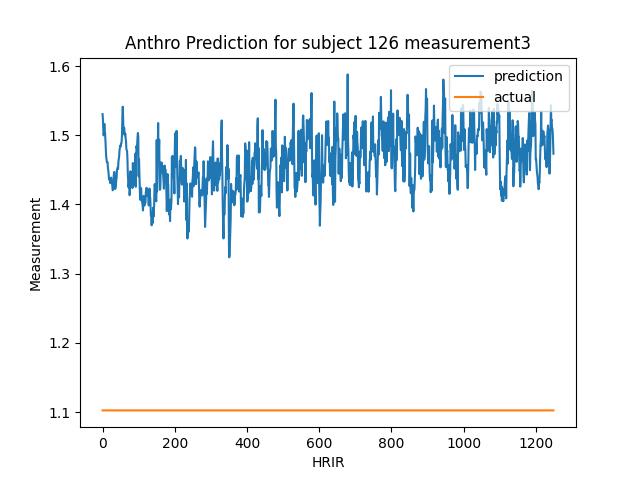 Anthro Prediction for subject 126 measurement3
prediction
actual
1.6
1.5
1.4
1.3
1.2
1.1
Measurement
0
200
400
600
800
1000
1200
HRIR